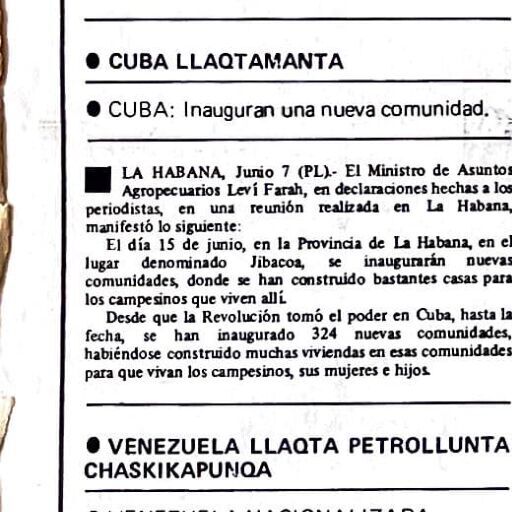 ● CUBA LLAQTAMANTA
● CUBA: Inauguran una nueva comunidad.
■ LA HABANA, Junio 7 (PL).- El Ministro de Asuntos
Agropecuarios Leví Farah, en declaraciones hechas a los
periodistas, en una reunión realizada en La Habana,
manifestó lo siguiente:
El día 15 de junio, en la Provincia de La Habana, en el
lugar denominado Jibacoa, se inaugurarán nuevas
comunidades, donde se han construido bastantes casas para
los campesinos que viven allí.
Desde que la Revolución tomó el poder en Cuba, hasta la
fecha, se han inaugurado 324 nuevas comunidades,
habiéndose construido muchas viviendas en esas comunidades
para que vivan los campesinos, sus mujeres e hijos.
● VENEZUELA LLAQTA PETROLLUNTA
CHASKIKAPUNQA
● VENEZUELA NACIONALIZARA